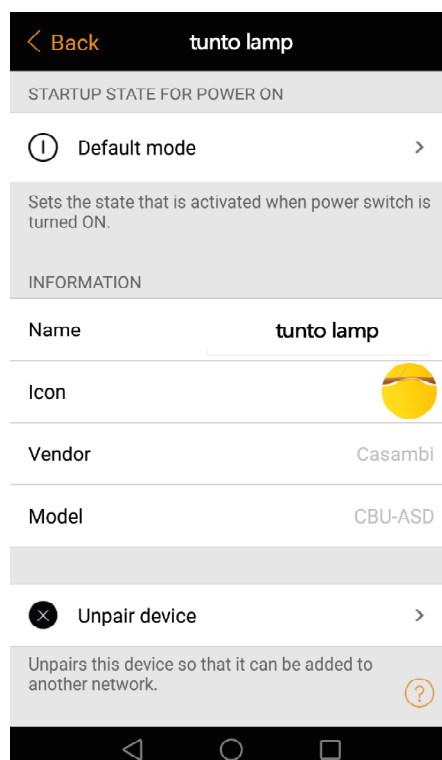 Back tunto lamp
STARTUP STATE FOR POWER ON
Default mode
Sets the state that is activated when power switch is
turned ON.
INFORMATION
Name tunto lamp
Icon
Vendor Casambi
Model CBU-ASD
Unpair device
Unpairs this device so that it can be added to
another network.
?